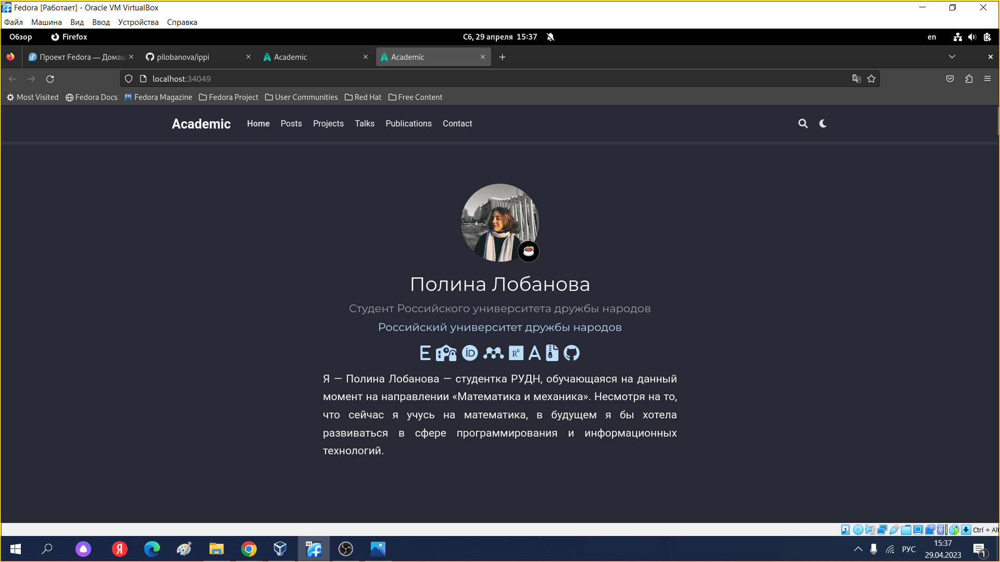 Fedora [Работает] - Oracle VM VirtualBox
Файл Машина Вид Ввод Устройства Справка
Обзор Firefox Сб, 29 апреля 15:37 en
Проект Fedora — Домаш pilobanova/ippi Academic Academic
localhost:34049
Most Visited Fedora Docs Fedora Magazine Fedora Project User Communities Red Hat Free Content
Academic Home Posts Projects Talks Publications Contact
Полина Лобанова
Студент Российского университета дружбы народов
Российский университет дружбы народов
Я — Полина Лобанова — студентка РУДН, обучающаяся на данный
момент на направлении «Математика и механика». Несмотря на то,
что сейчас я учусь на математика, в будущем я бы хотела
развиваться в сфере программирования и информационных
технологий.
Ctrl + Alt
РУС 15:37
29.04.2023
1